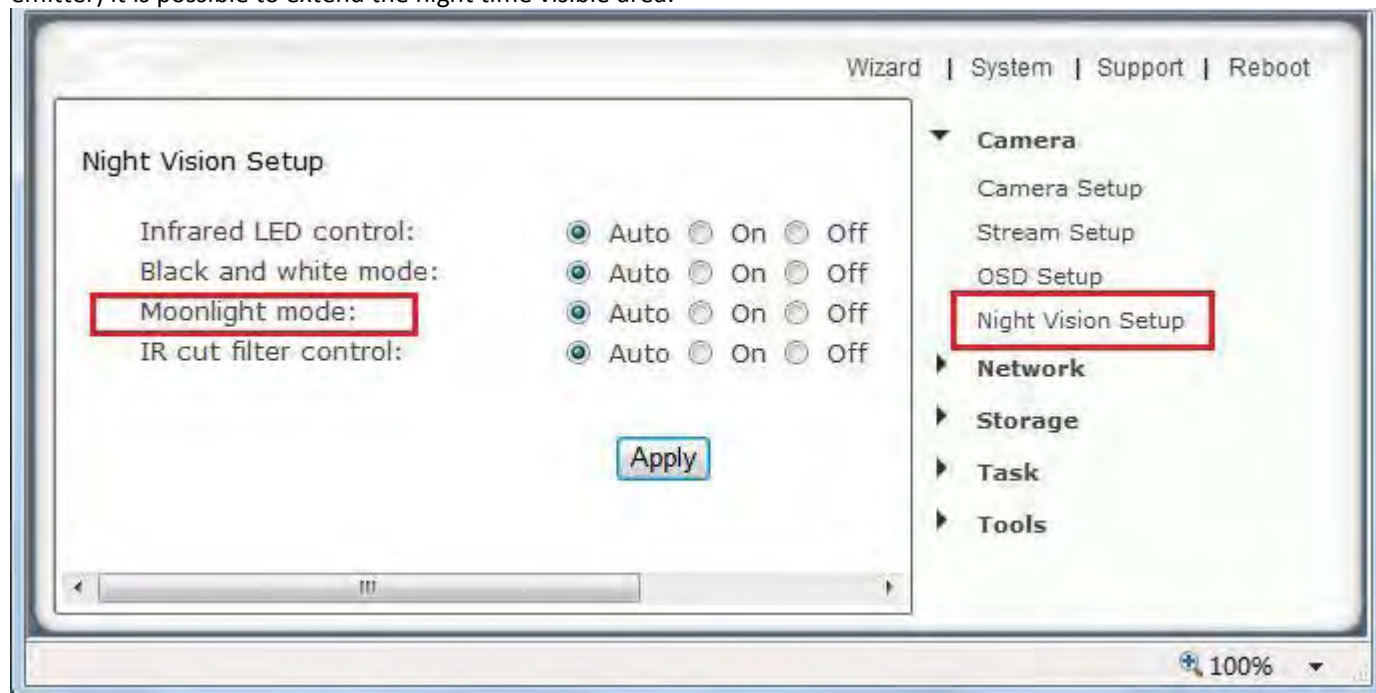 emitter) it is possible to extend the night time visible area.
Wizard | System | Support | Reboot
Night Vision Setup
Infrared LED control: Auto On Off
Black and white mode: Auto On Off
Moonlight mode: Auto On Off
IR cut filter control: Auto On Off
Apply
Camera
Camera Setup
Stream Setup
OSD Setup
Night Vision Setup
Network
Storage
Task
Tools
100%